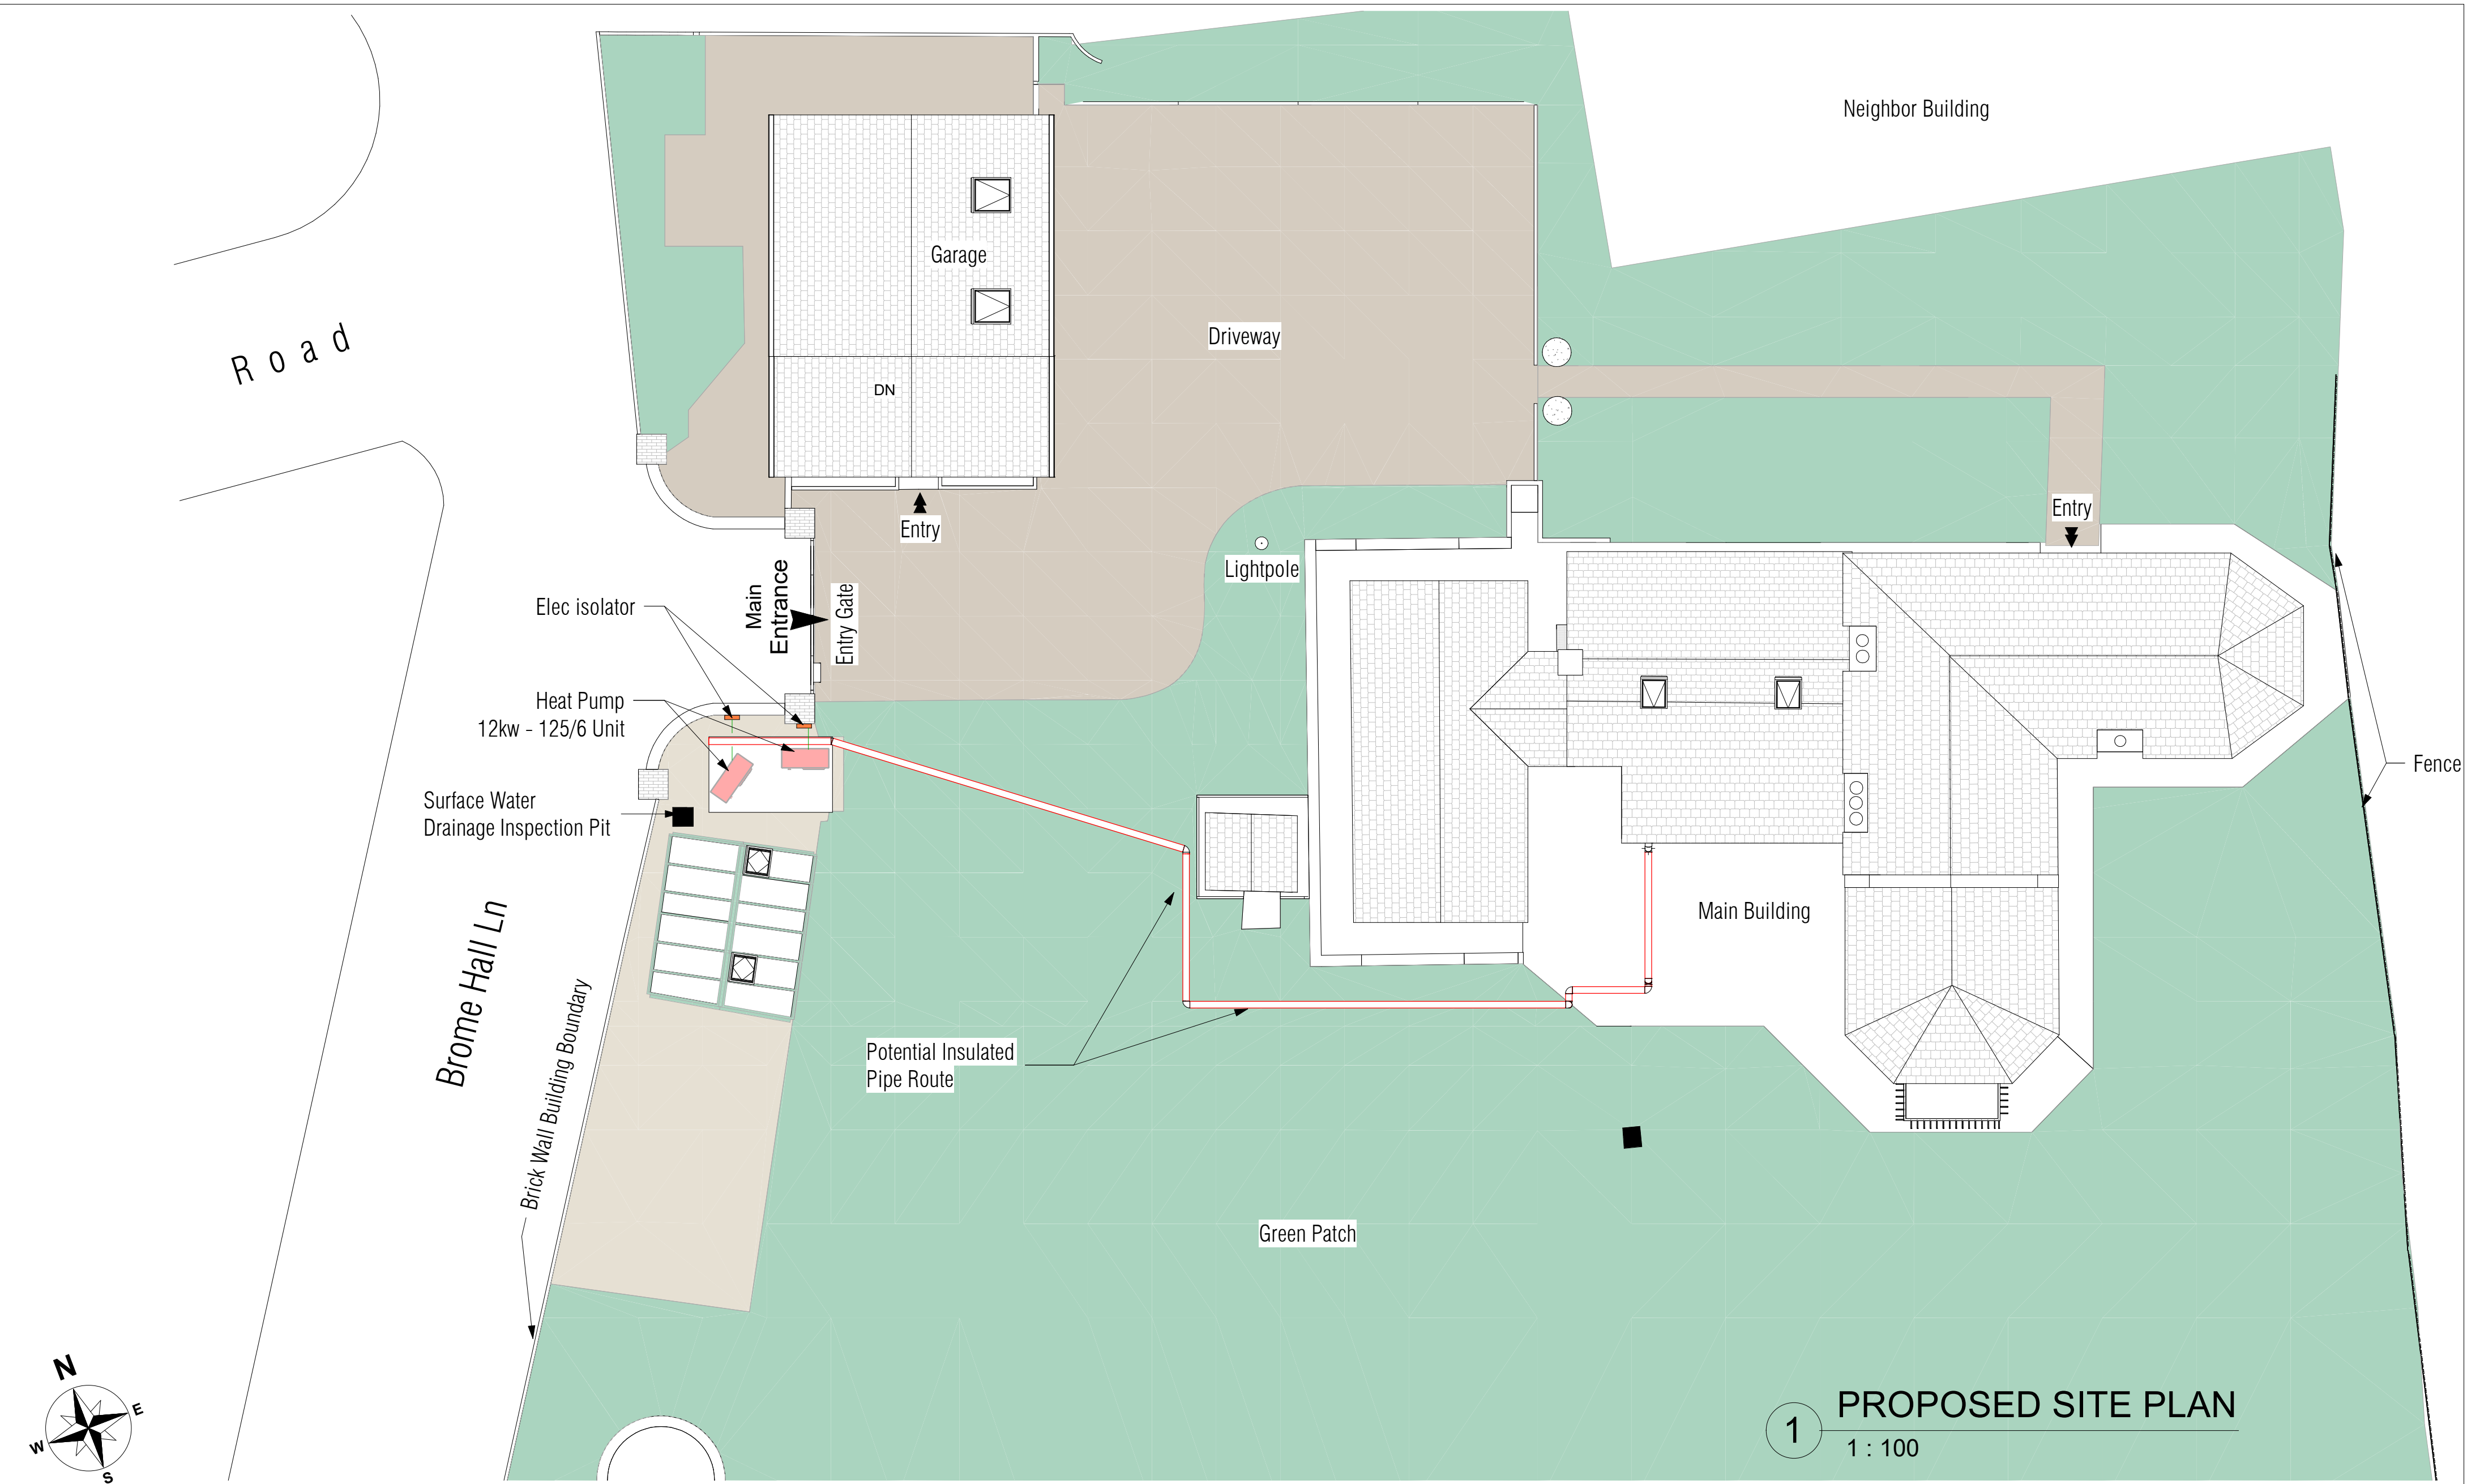 Neighbor Building
Garage
Road
Driveway
DN
Entry
Entry
Lightpole
Elec isolator
Main
Entrance
Entry Gate
Heat Pump
12kw - 125/6 Unit
Fence
Surface Water
Drainage Inspection Pit
Main Building
Brome Hall Ln
Brick Wall Building Boundary
Potential Insulated
Pipe Route
Green Patch
N
E
W
S
1
PROPOSED SITE PLAN
1 : 100